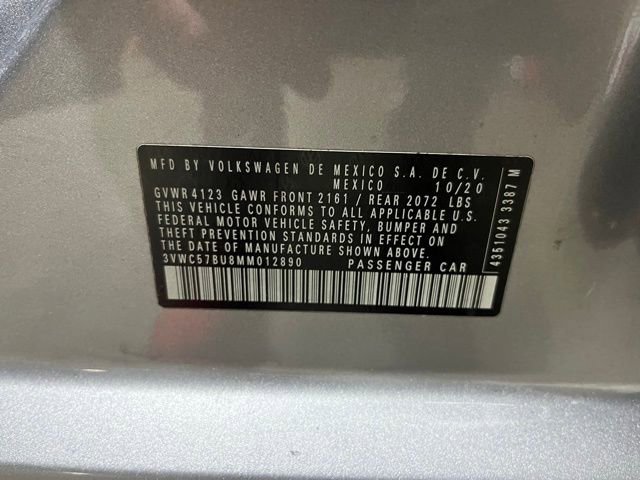 MFD BY VOLKSWAGEN DE MEXICO S.A. DE C.V.
MEXICO 10/20
GVWR 4123 GAWR FRONT 2161 / REAR 2072 LBS
THIS VEHICLE CONFORMS TO ALL APPLICABLE U.S.
FEDERAL MOTOR VEHICLE SAFETY, BUMPER AND
THEFT PREVENTION STANDARDS IN EFFECT ON
THE DATE OF MANUFACTURE SHOWN ABOVE.
3VWC57BU8MM012890 PASSENGER CAR
4351043 3387 M